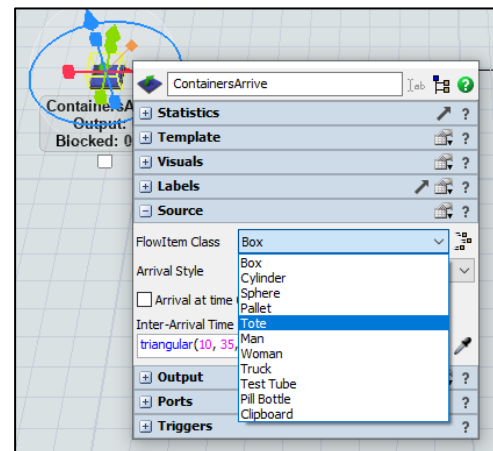 ContainersArrive
ContainersA
Output:
Blocked: 0
Statistics
Template
Visuals
Labels
Source
FlowItem Class Box
Box
Arrival Style
Cylinder
Sphere
Arrival at time
Pallet
Inter-Arrival Time
Tote
triangular(10, 35,
Man
Woman
Truck
Output
Test Tube
Ports
Pill Bottle
Triggers
Clipboard